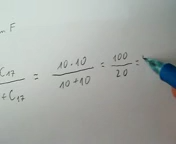 F
C17 / + C17 = 10 · 10 / 10 + 10 = 100 / 20 =